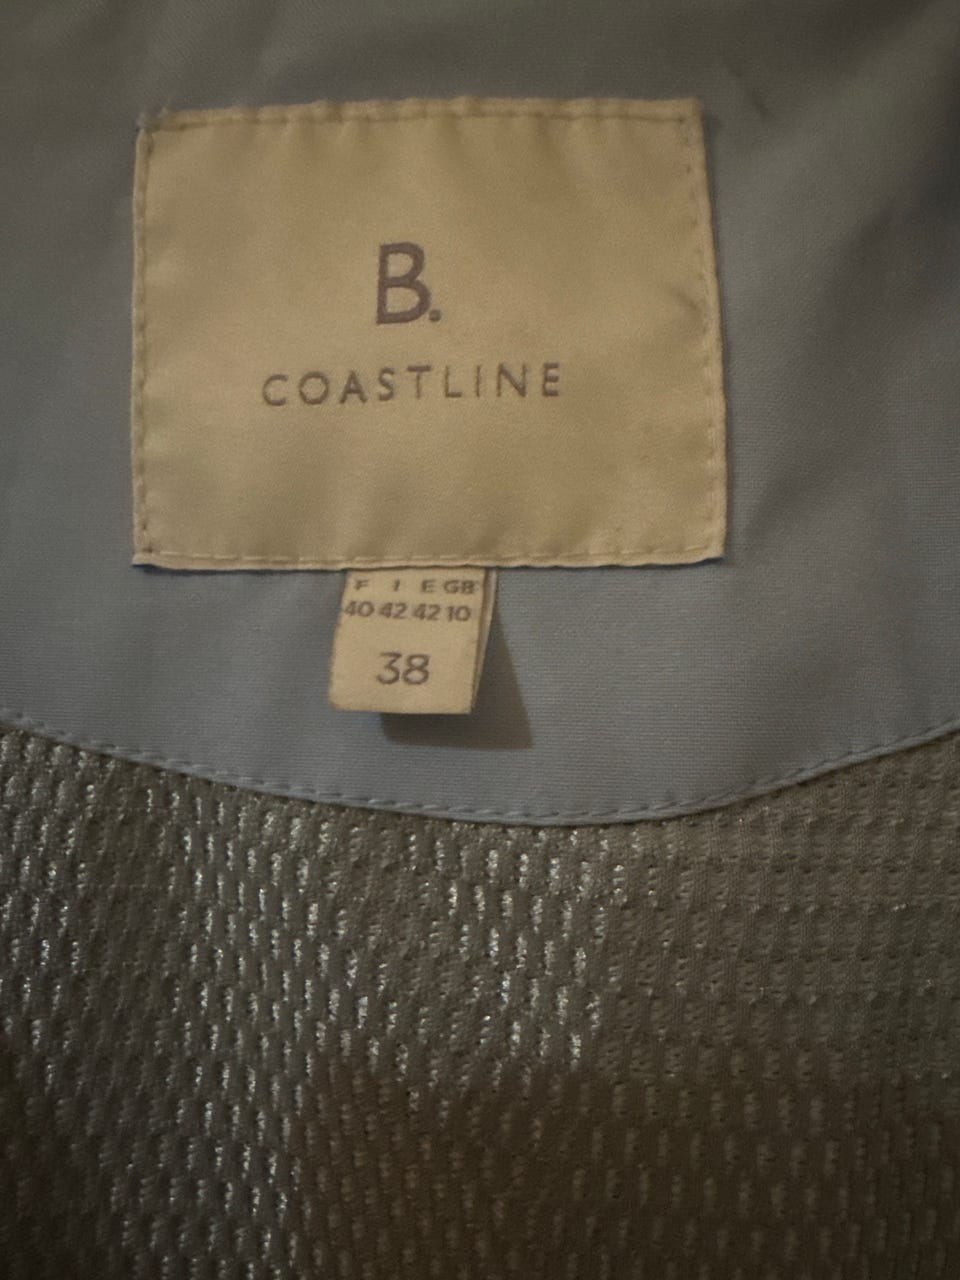 B.
COASTLINE
F I E GB
40 42 42 10
38